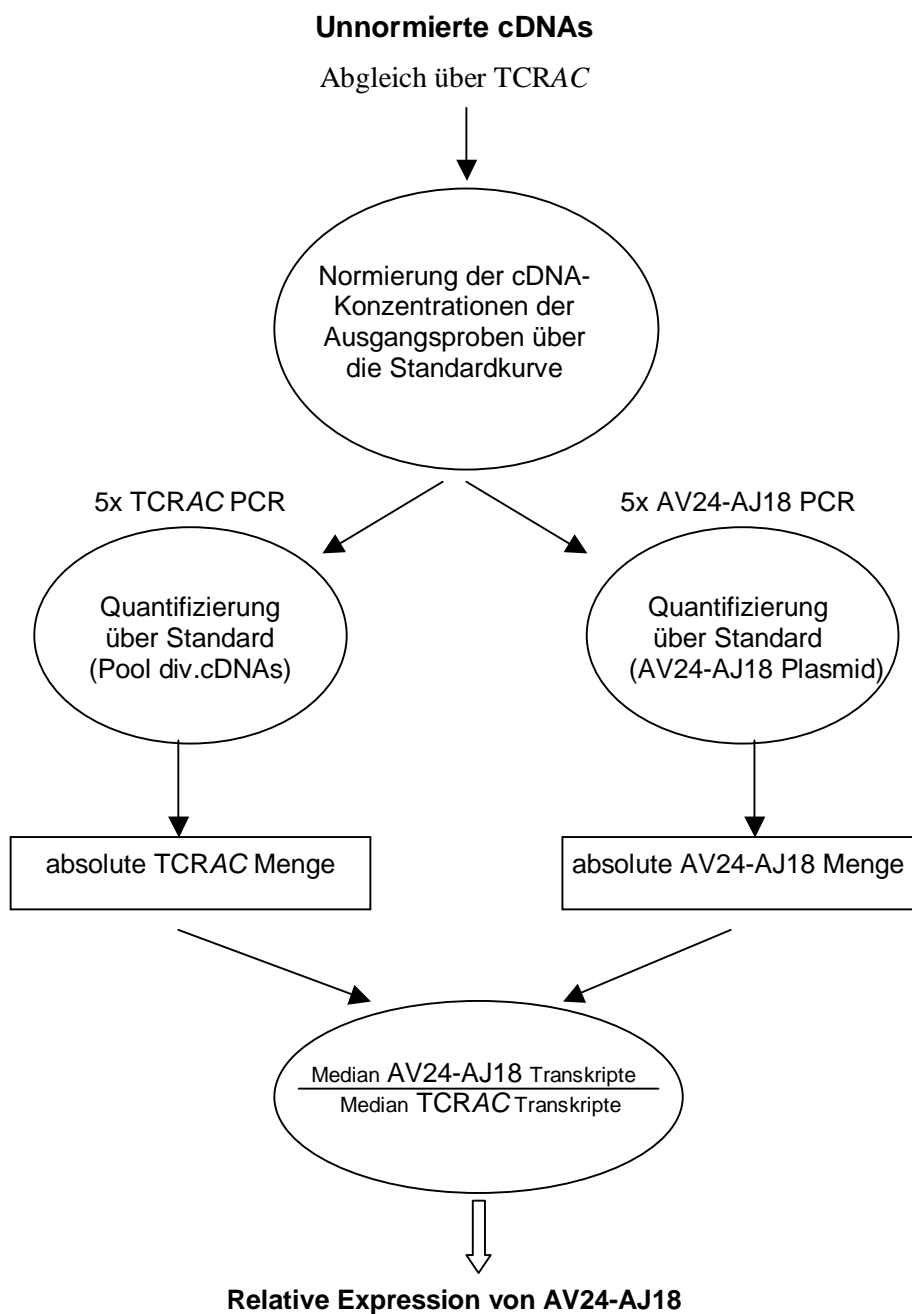 Unnormierte cDNAs
Abgleich über TCRAC
Normierung der cDNA-
Konzentrationen der
Ausgangsproben über
die Standardkurve
5x TCRAC PCR
5x AV24-AJ18 PCR
Quantifizierung
über Standard
(Pool div.cDNAs)
Quantifizierung
über Standard
(AV24-AJ18 Plasmid)
absolute TCRAC Menge
absolute AV24-AJ18 Menge
Median AV24-AJ18 Transkripte
Median TCRAC Transkripte
Relative Expression von AV24-AJ18